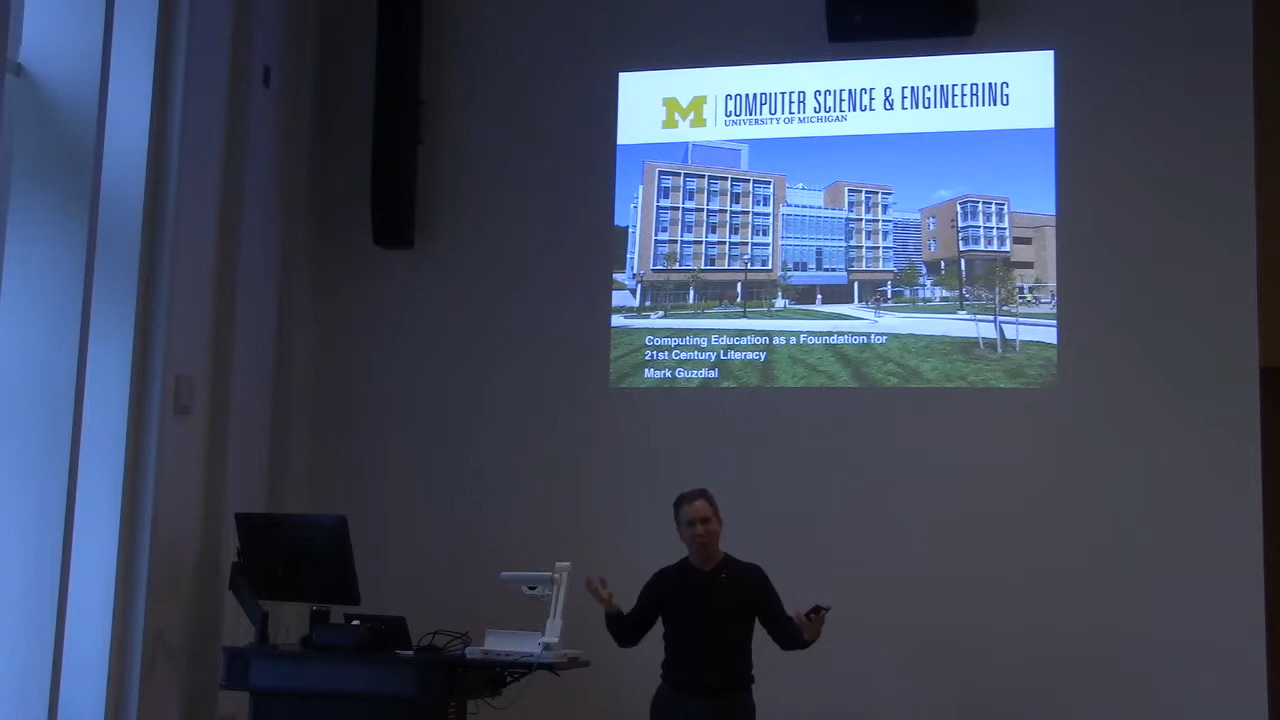 M
COMPUTER SCIENCE & ENGINEERING
UNIVERSITY OF MICHIGAN
Computing Education as a Foundation for
21st Century Literacy
Mark Guzdial